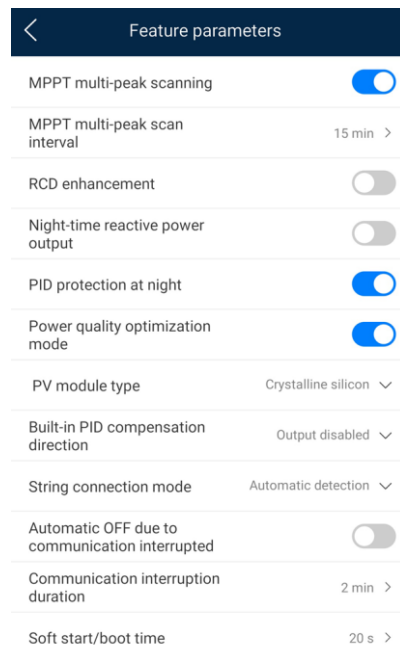 Feature parameters
MPPT multi-peak scanning
MPPT multi-peak scan
interval
15 min
RCD enhancement
Night-time reactive power
output
PID protection at night
Power quality optimization
mode
PV module type
Crystalline silicon
Built-in PID compensation
direction
Output disabled
String connection mode
Automatic detection
Automatic OFF due to
communication interrupted
Communication interruption
duration
2 min
Soft start/boot time
20 s